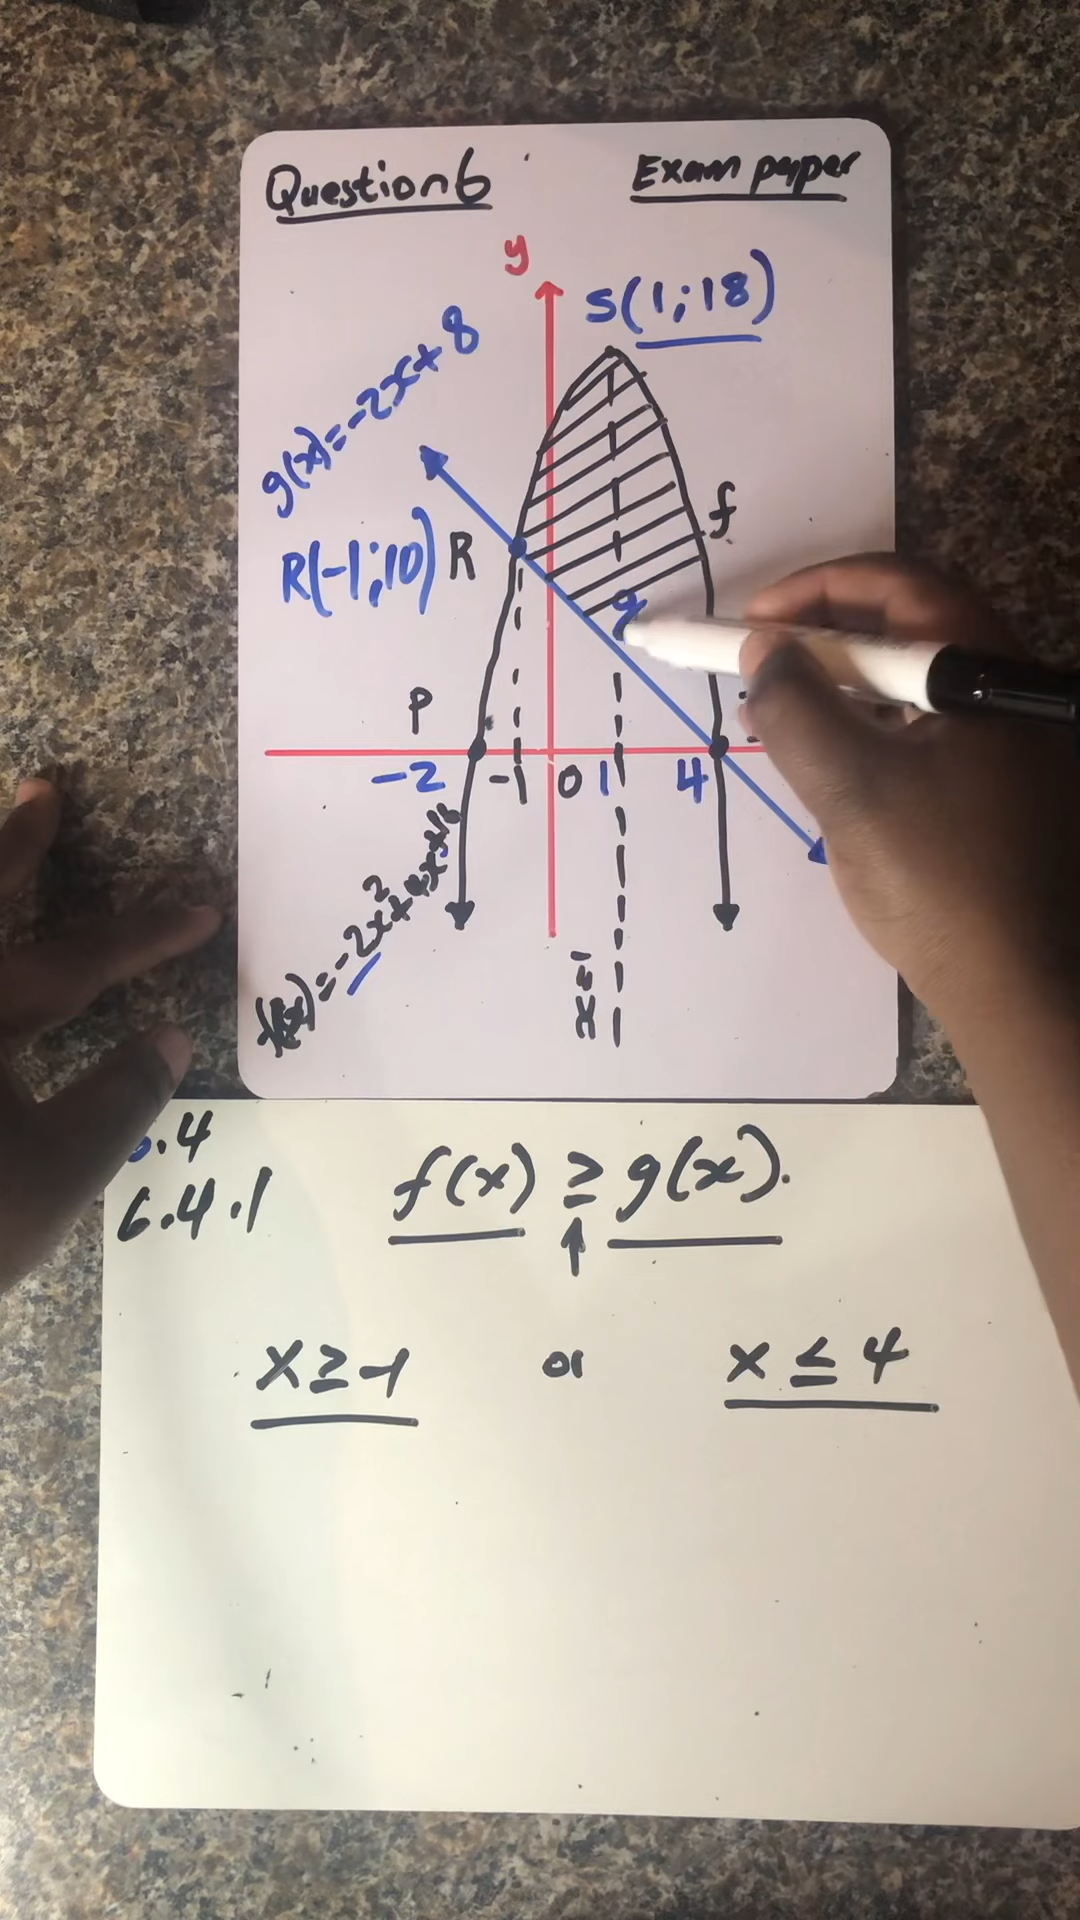 Question 6 Exam paper
y
S(1;18)
g(x)=-2x+8
f
R(-1;10) R
g
P
-2 -1 0 1 4
f(x)=-2x²+4x+16
x=1
.4
6.4.1 f(x) ≥ g(x).
x≥-1 or x≤4